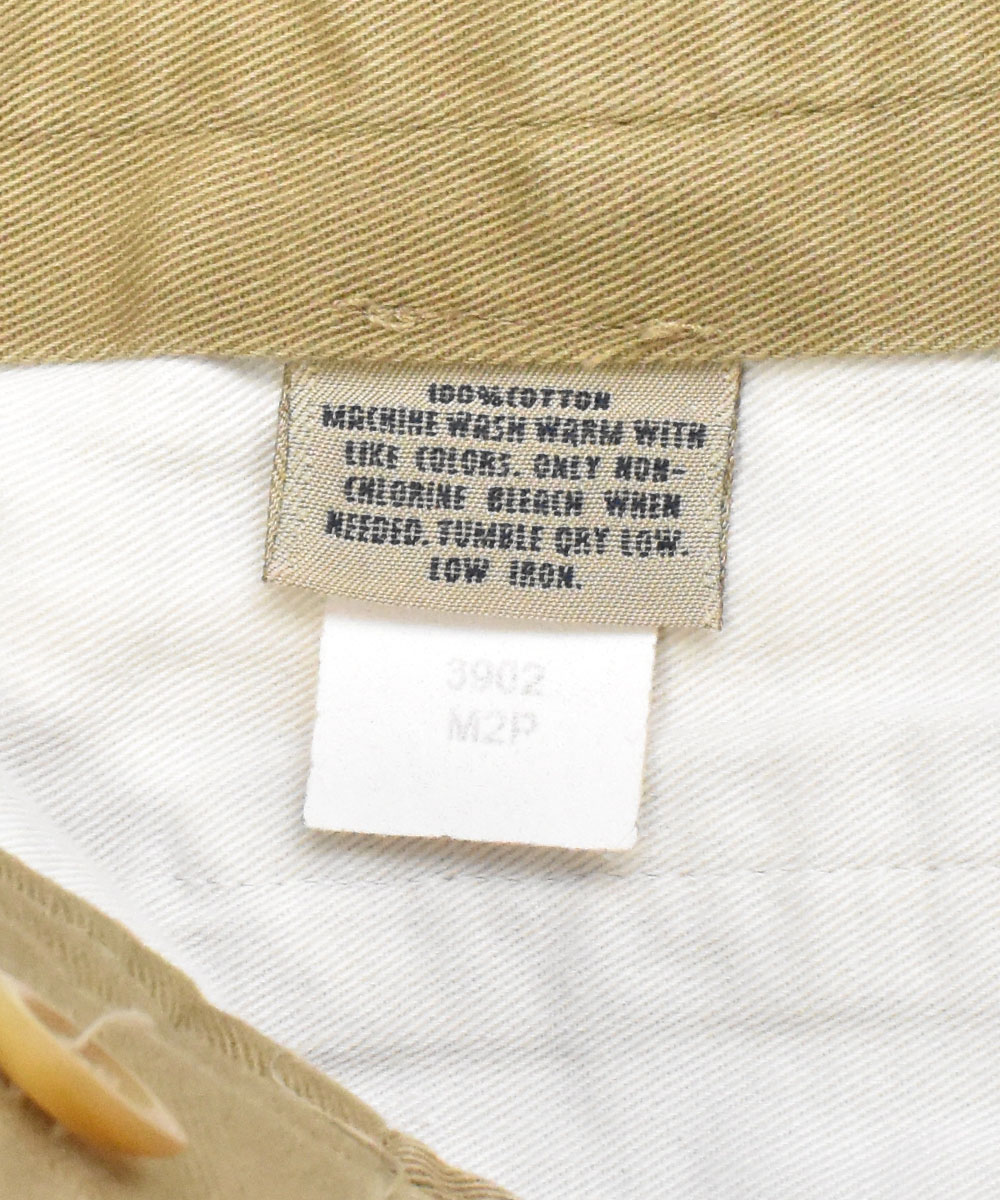 100% COTTON
MACHINE WASH WARM WITH
LIKE COLORS. ONLY NON-
CHLORINE BLEACH WHEN
NEEDED. TUMBLE DRY LOW.
LOW IRON.
3902
M2P